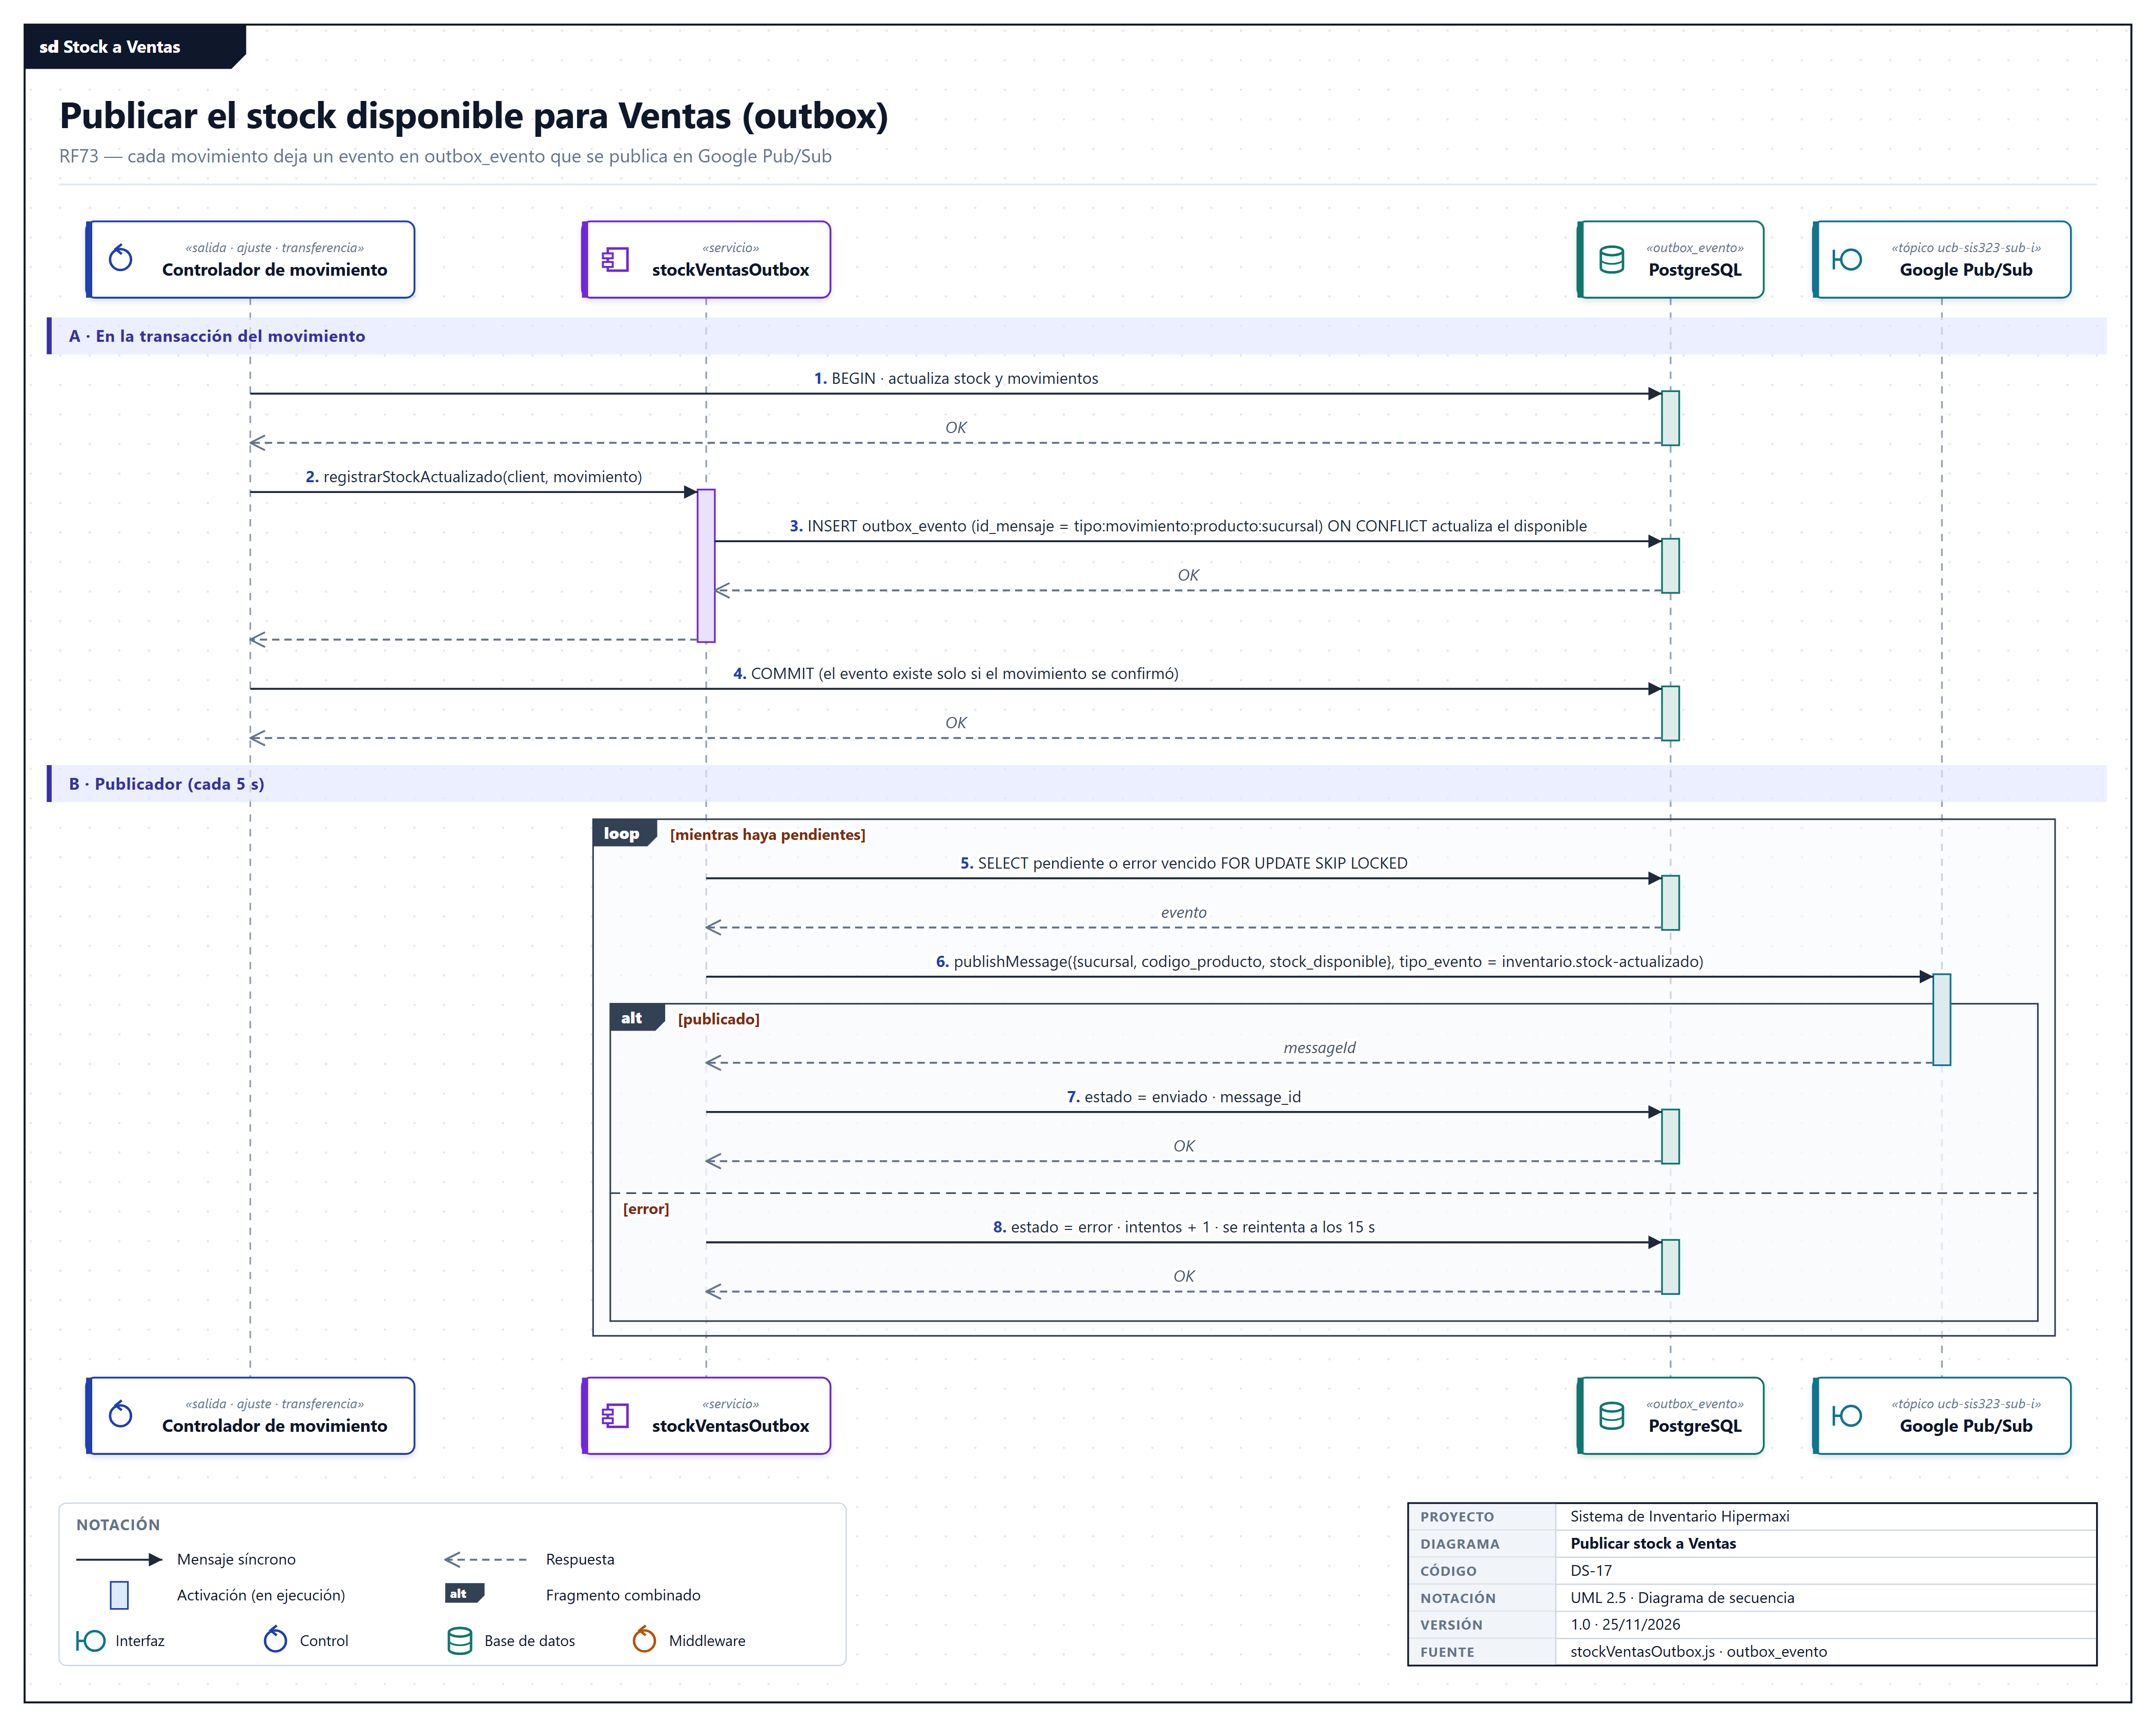 sd Stock a Ventas
Publicar el stock disponible para Ventas (outbox)
RF73 — cada movimiento deja un evento en outbox_evento que se publica en Google Pub/Sub
«salida · ajuste · transferencia»
Controlador de movimiento
«servicio»
stockVentasOutbox
«outbox_evento»
PostgreSQL
«tópico ucb-sis323-sub-i»
Google Pub/Sub
A · En la transacción del movimiento
1. BEGIN · actualiza stock y movimientos
OK
2. registrarStockActualizado(client, movimiento)
3. INSERT outbox_evento (id_mensaje = tipo:movimiento:producto:sucursal) ON CONFLICT actualiza el disponible
OK
4. COMMIT (el evento existe solo si el movimiento se confirmó)
OK
B · Publicador (cada 5 s)
loop [mientras haya pendientes]
5. SELECT pendiente o error vencido FOR UPDATE SKIP LOCKED
evento
6. publishMessage({sucursal, codigo_producto, stock_disponible}, tipo_evento = inventario.stock-actualizado)
alt [publicado]
messageId
7. estado = enviado · message_id
OK
[error]
8. estado = error · intentos + 1 · se reintenta a los 15 s
OK
«salida · ajuste · transferencia»
Controlador de movimiento
«servicio»
stockVentasOutbox
«outbox_evento»
PostgreSQL
«tópico ucb-sis323-sub-i»
Google Pub/Sub
NOTACIÓN
Mensaje síncrono
Respuesta
Activación (en ejecución)
alt Fragmento combinado
Interfaz
Control
Base de datos
Middleware
PROYECTO Sistema de Inventario Hipermaxi
DIAGRAMA Publicar stock a Ventas
CÓDIGO DS-17
NOTACIÓN UML 2.5 · Diagrama de secuencia
VERSIÓN 1.0 · 25/11/2026
FUENTE stockVentasOutbox.js · outbox_evento